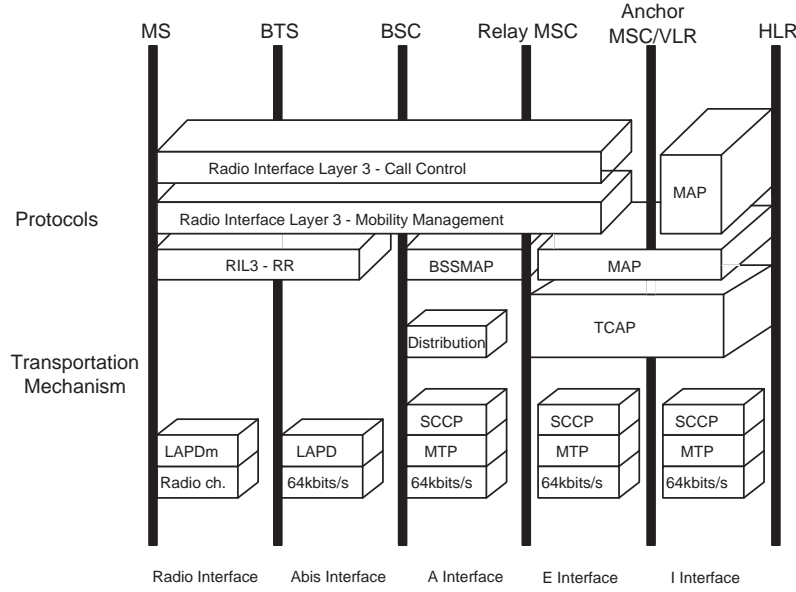 MS
BTS
BSC
Relay MSC
Anchor
MSC/VLR
HLR
Radio Interface Layer 3 - Call Control
MAP
Protocols
Radio Interface Layer 3 - Mobility Management
RIL3 - RR
BSSMAP
MAP
TCAP
Distribution
Transportation
Mechanism
SCCP
SCCP
SCCP
LAPDm
LAPD
MTP
MTP
MTP
Radio ch.
64kbits/s
64kbits/s
64kbits/s
64kbits/s
Radio Interface
Abis Interface
A Interface
E Interface
I Interface